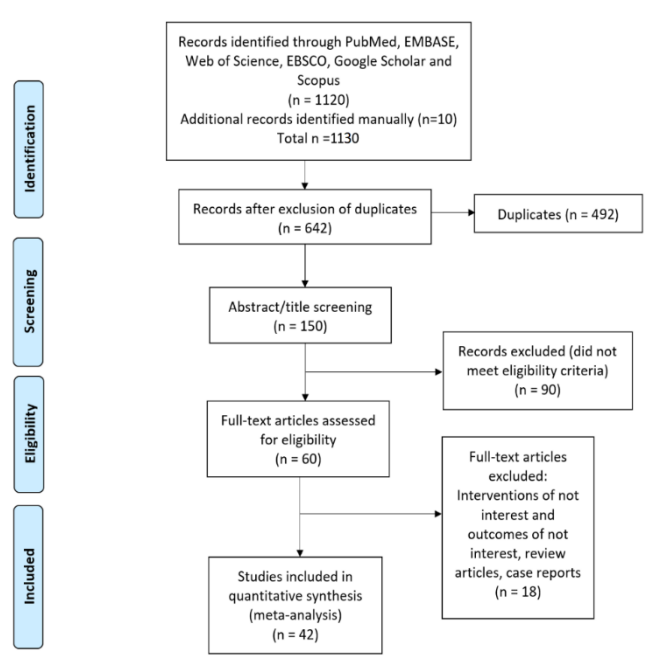 Identification
Records identified through PubMed, EMBASE,
Web of Science, EBSCO, Google Scholar and
Scopus
(n = 1120)
Additional records identified manually (n=10)
Total n =1130
Records after exclusion of duplicates
(n = 642)
Duplicates (n = 492)
Screening
Abstract/title screening
(n = 150)
Records excluded (did not
meet eligibility criteria)
(n = 90)
Eligibility
Full-text articles assessed
for eligibility
(n = 60)
Full-text articles
excluded:
Interventions of not
interest and
outcomes of not
interest, review
articles, case reports
(n = 18)
Included
Studies included in
quantitative synthesis
(meta-analysis)
(n = 42)